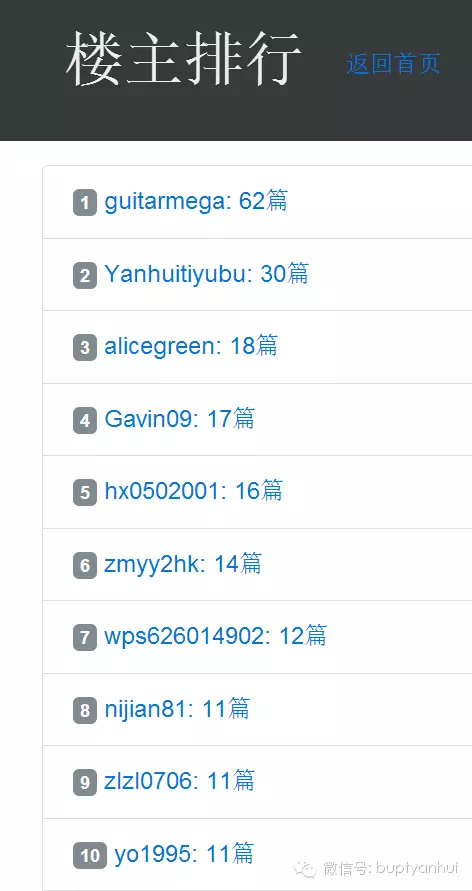 楼主排行 返回首页
1 guitarmega: 62篇
2 Yanhuitiyubu: 30篇
3 alicegreen: 18篇
4 Gavin09: 17篇
5 hx0502001: 16篇
6 zmyy2hk: 14篇
7 wps626014902: 12篇
8 nijian81: 11篇
9 zlzl0706: 11篇
10 yo1995: 11篇
微信号: buptyanhui